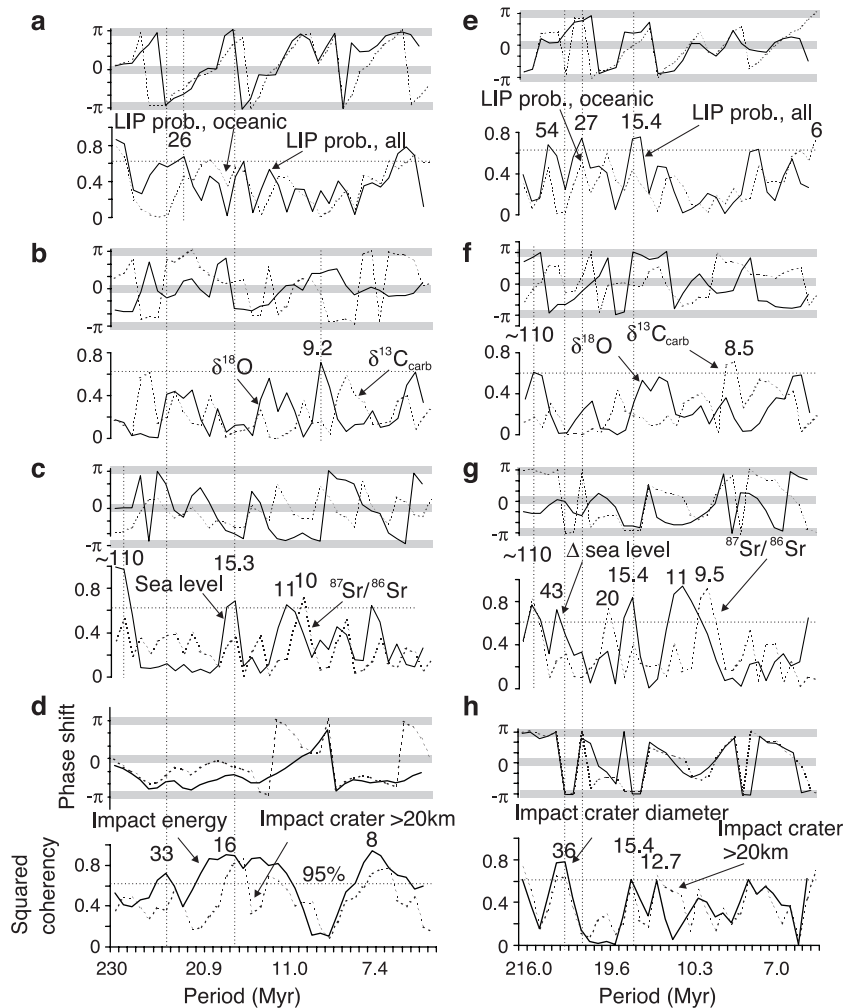 a
π
0
-π
LIP prob., oceanic
26
LIP prob., all
0.8
0.4
0
b
π
0
-π
0.8
0.4
0
δ18O
9.2
δ13Ccarb
c
π
0
-π
~110
Sea level
15.3
11
10
87Sr/86Sr
0.8
0.4
0
d
π
0
-π
Phase shift
Impact energy
Impact crater >20km
33
16
95%
8
Squared
coherency
0.8
0.4
0
230
20.9
11.0
7.4
Period (Myr)
e
π
0
-π
LIP prob., oceanic
54
27
15.4
LIP prob., all
6
0.8
0.4
0
f
π
0
-π
~110
δ18O
δ13Ccarb
8.5
0.8
0.4
0
g
π
0
-π
~110
Δ sea level
87Sr/86Sr
43
20
15.4
11
9.5
0.8
0.4
0
h
π
0
-π
Impact crater diameter
36
15.4
12.7
Impact crater
>20km
0.8
0.4
0
216.0
19.6
10.3
7.0
Period (Myr)